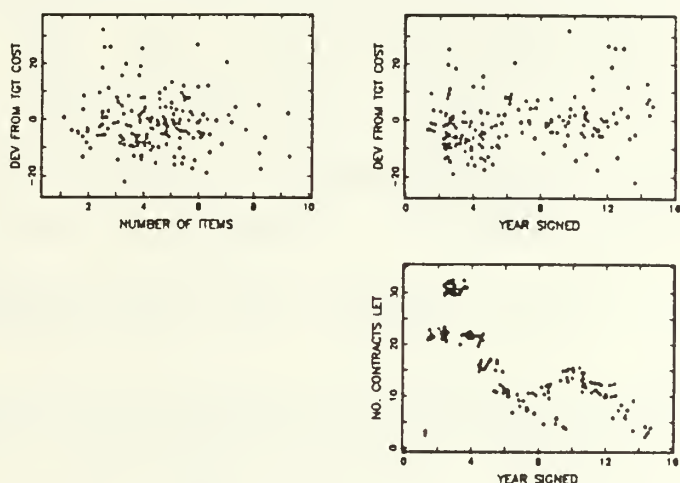 DEV FROM TGT COST
20
0
-20
2 4 6 8 10
NUMBER OF ITEMS
DEV FROM TGT COST
20
0
-20
0 4 8 12 16
YEAR SIGNED
NO. CONTRACTS LET
30
20
10
0 4 8 12 16
YEAR SIGNED